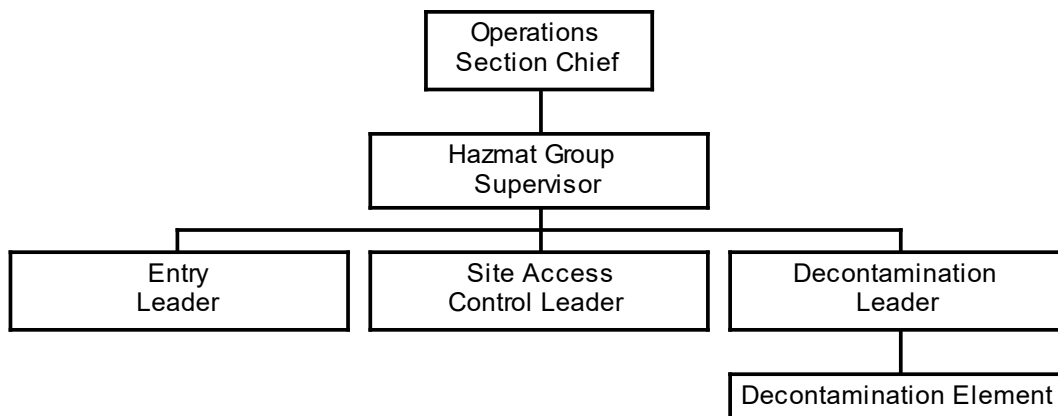 Operations
Section Chief
Hazmat Group
Supervisor
Entry
Leader
Site Access
Control Leader
Decontamination
Leader
Decontamination Element